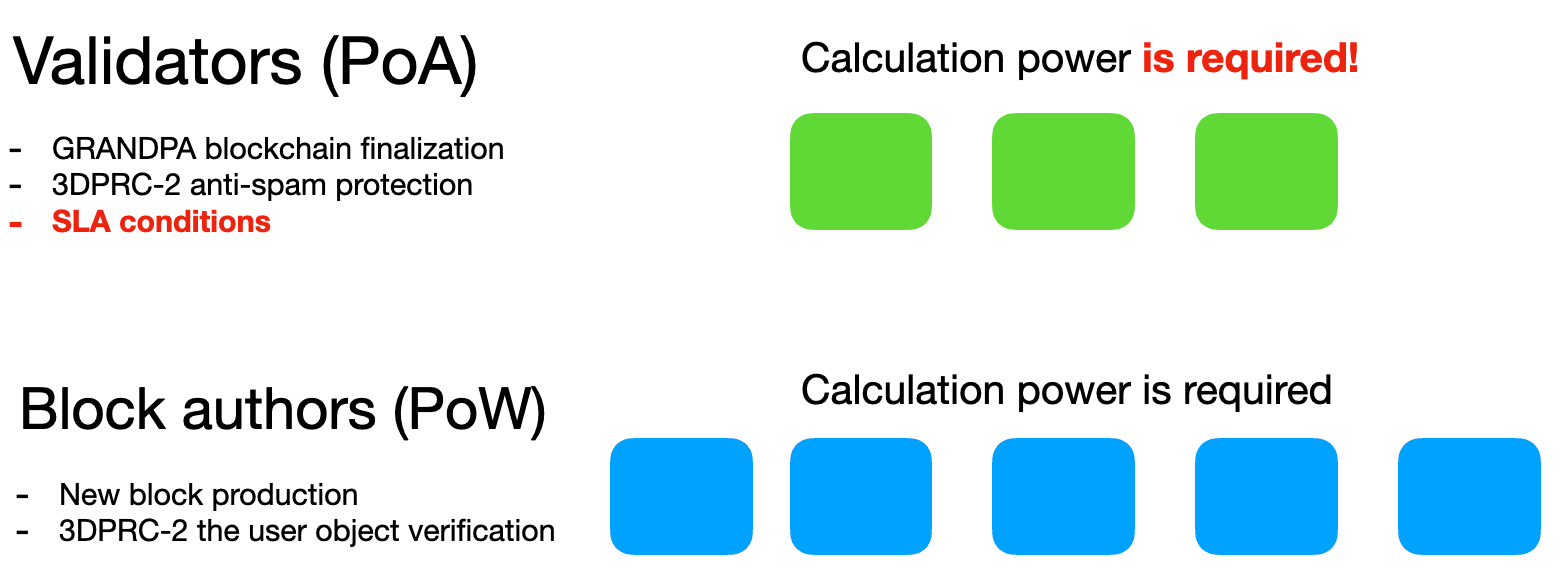 Validators (PoA)
Calculation power is required!
- GRANDPA blockchain finalization
- 3DPRC-2 anti-spam protection
- SLA conditions
Block authors (PoW)
Calculation power is required
- New block production
- 3DPRC-2 the user object verification